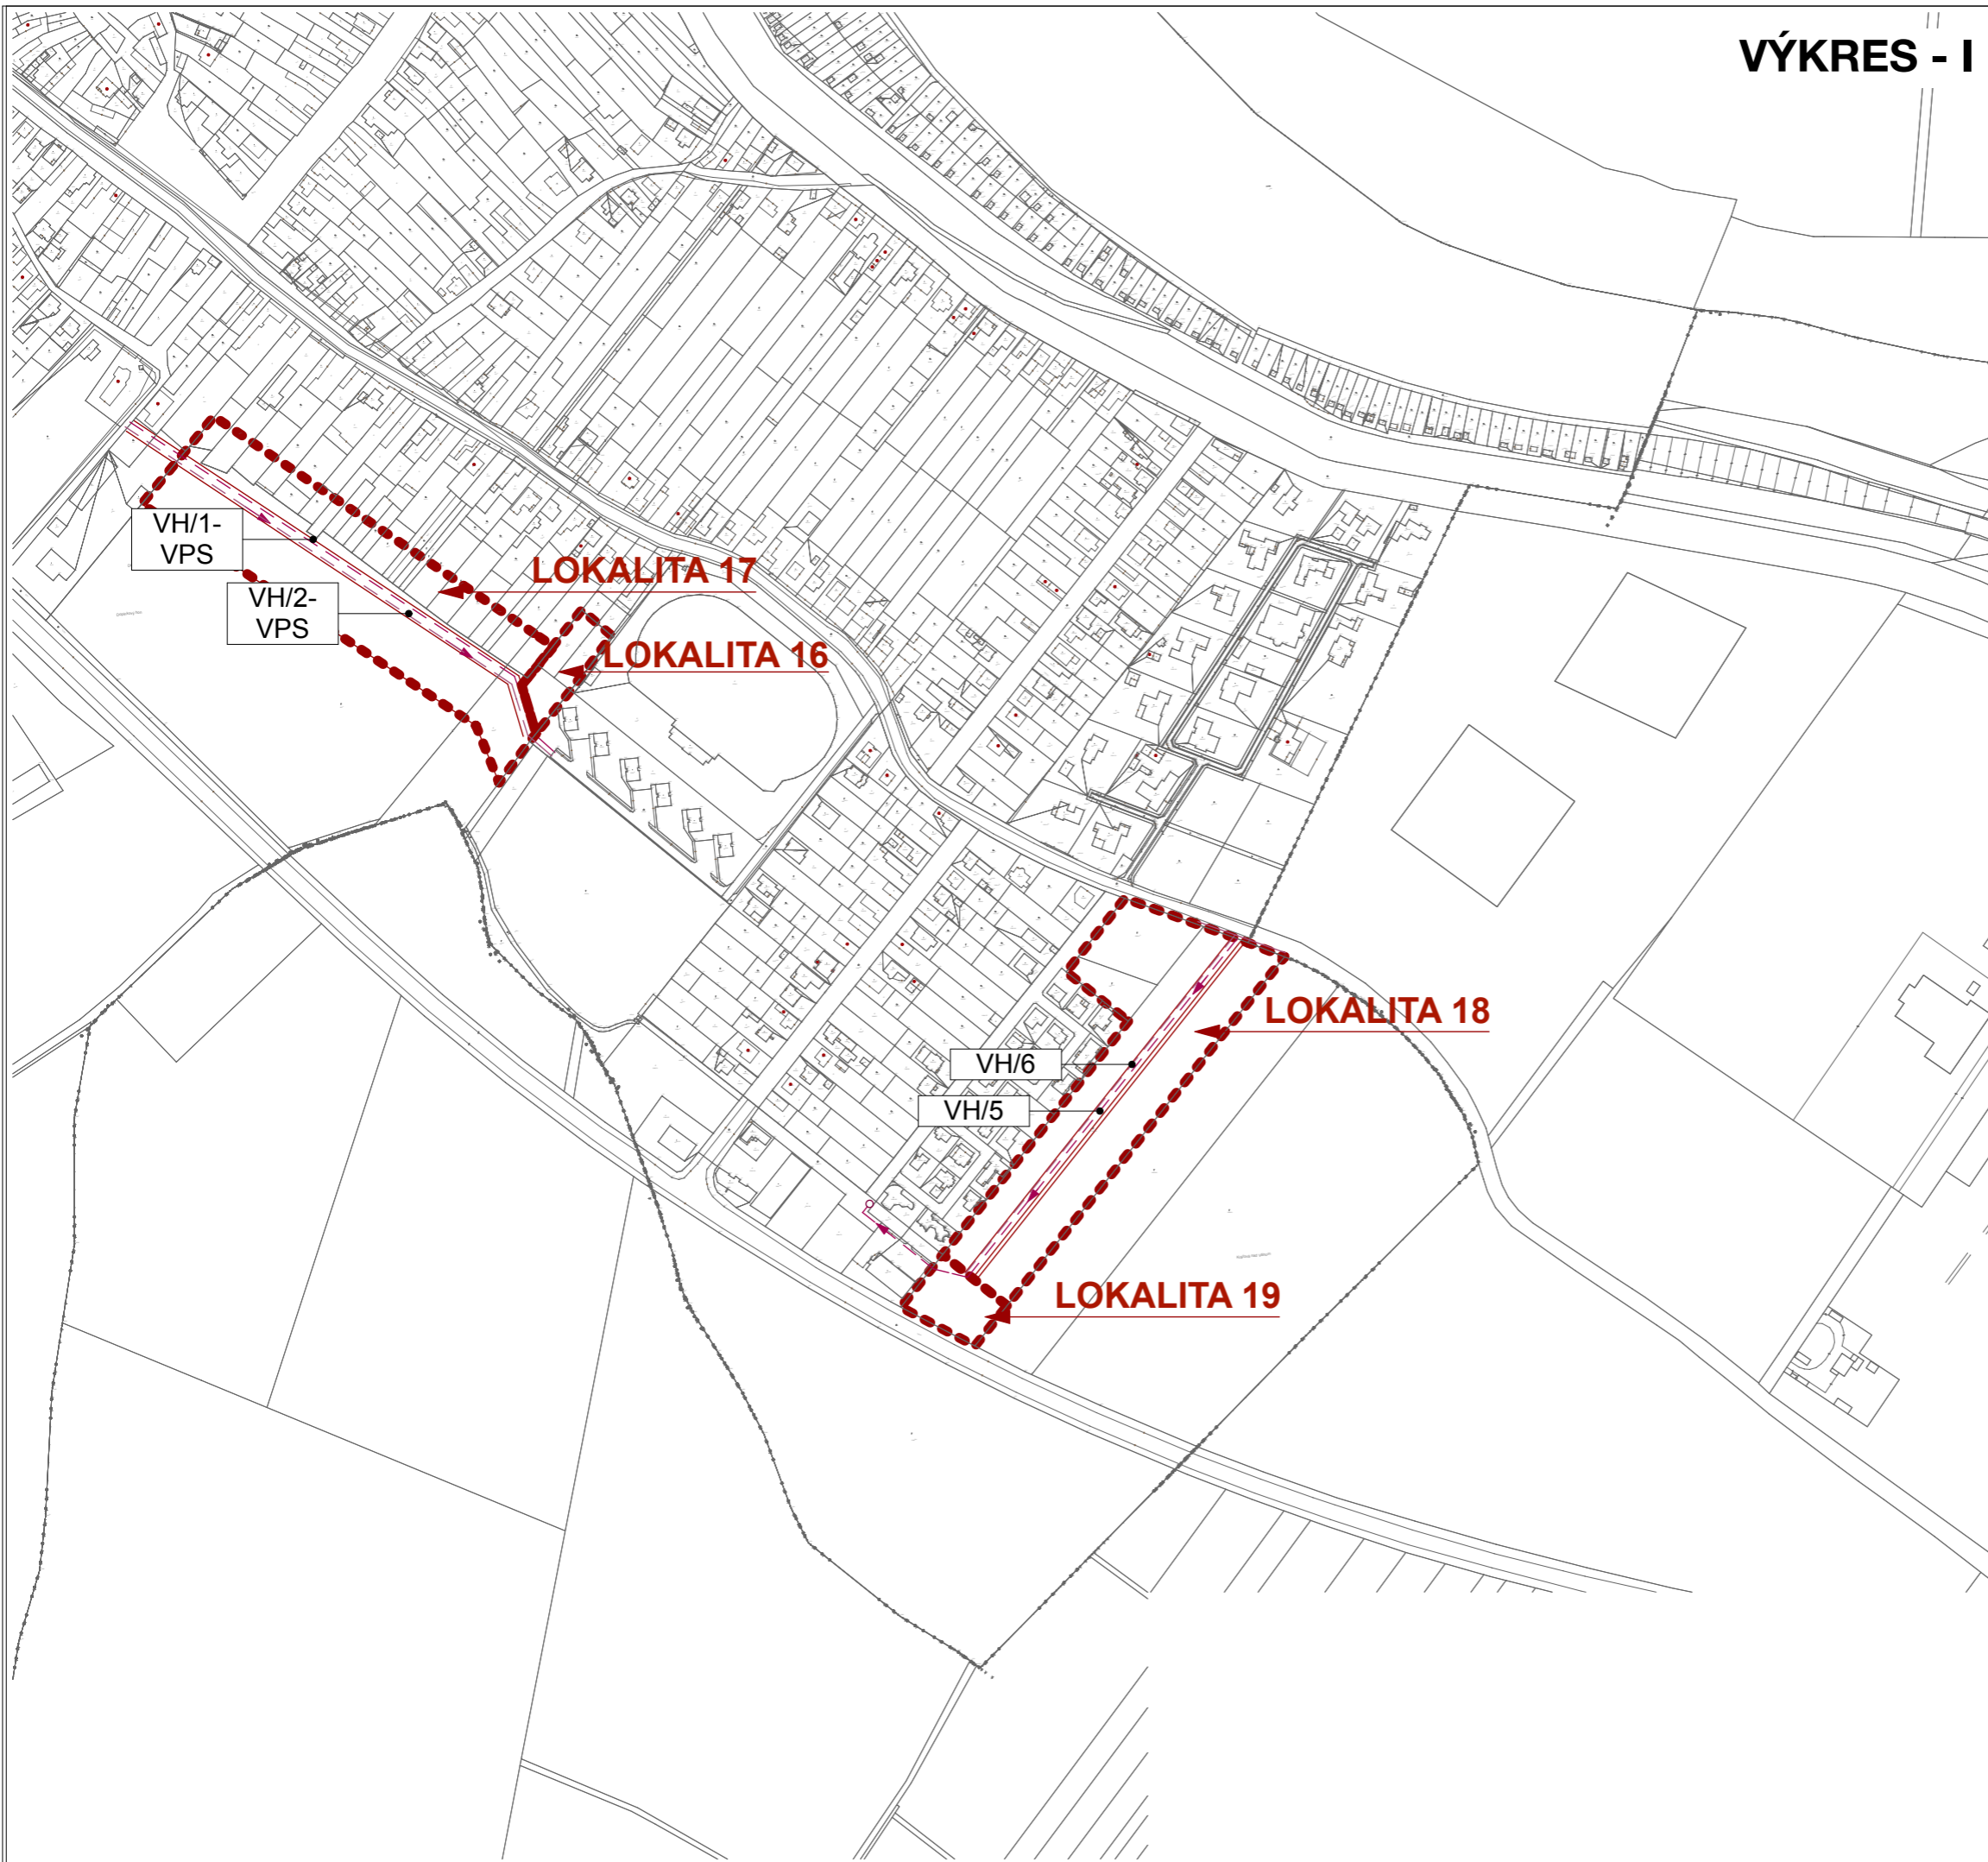 VÝKRES - I
VH/1-
VPS
LOKALITA 17
VH/2-
VPS
LOKALITA 16
LOKALITA 18
VH/6
VH/5
LOKALITA 19